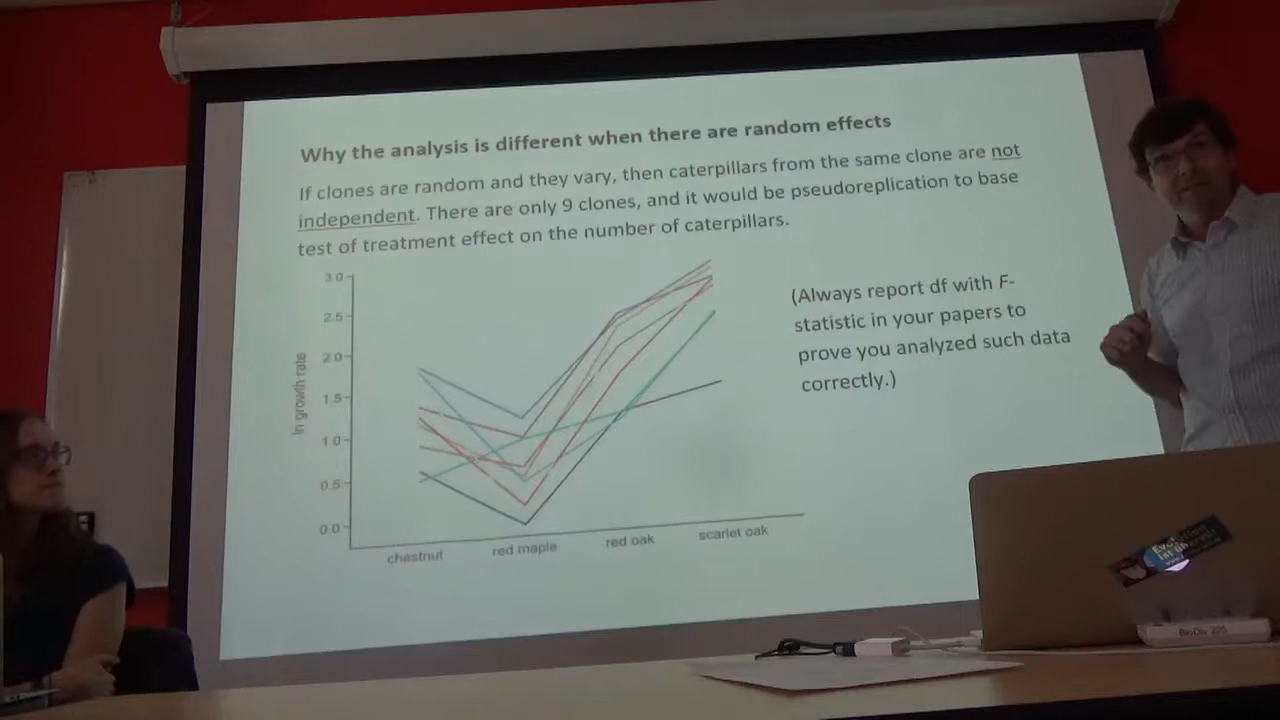 Why the analysis is different when there are random effects
If clones are random and they vary, then caterpillars from the same clone are not
independent. There are only 9 clones, and it would be pseudoreplication to base
test of treatment effect on the number of caterpillars.
(Always report df with F-
statistic in your papers to
prove you analyzed such data
correctly.)
3.0
2.5
2.0
1.5
1.0
0.5
0.0
ln growth rate
chestnut
red maple
red oak
scarlet oak